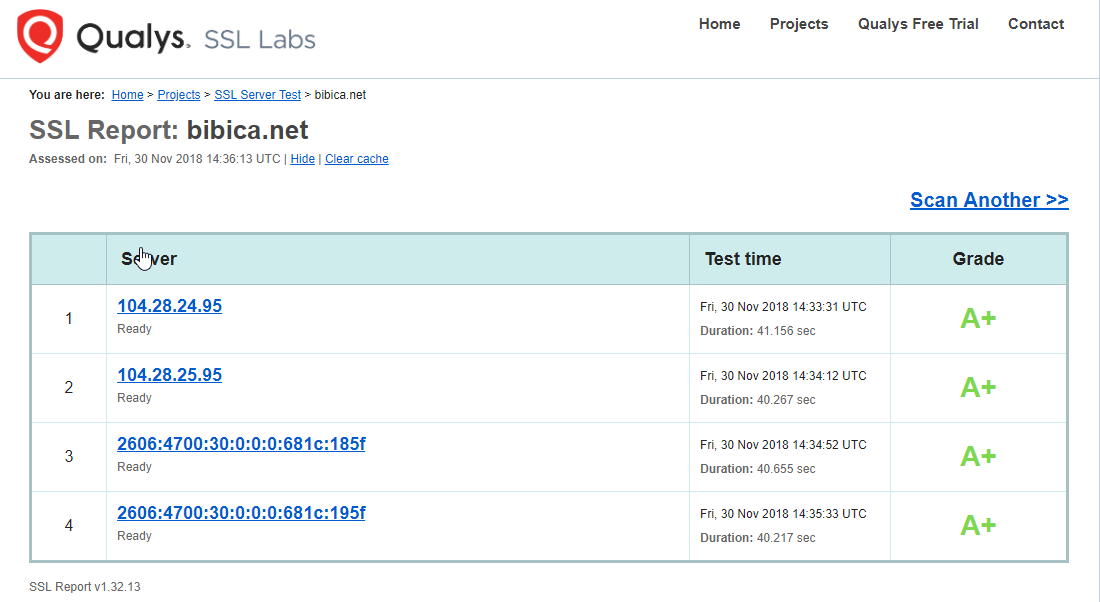 Qualys. SSL Labs
Home Projects Qualys Free Trial Contact
You are here: Home > Projects > SSL Server Test > bibica.net
SSL Report: bibica.net
Assessed on: Fri, 30 Nov 2018 14:36:13 UTC | Hide | Clear cache
Scan Another >>
Server Test time Grade
1 104.28.24.95 Ready Fri, 30 Nov 2018 14:33:31 UTC Duration: 41.156 sec A+
2 104.28.25.95 Ready Fri, 30 Nov 2018 14:34:12 UTC Duration: 40.267 sec A+
3 2606:4700:30:0:0:0:681c:185f Ready Fri, 30 Nov 2018 14:34:52 UTC Duration: 40.655 sec A+
4 2606:4700:30:0:0:0:681c:195f Ready Fri, 30 Nov 2018 14:35:33 UTC Duration: 40.217 sec A+
SSL Report v1.32.13